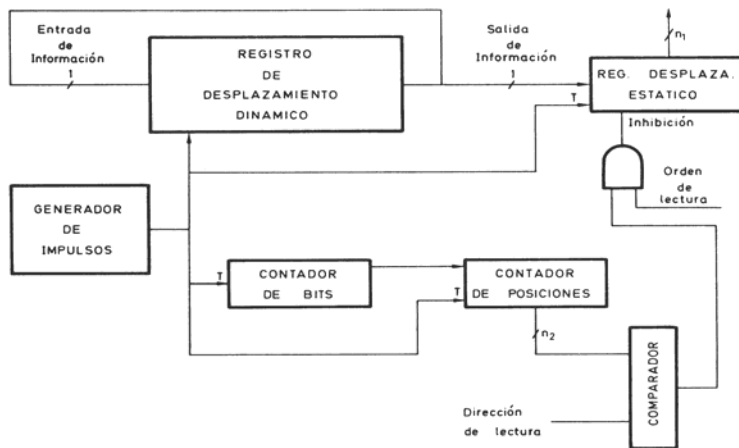 Entrada
de
Información
1
REGISTRO
DE
DESPLAZAMIENTO
DINAMICO
Salida
de
Información
1
n1
REG. DESPLAZA.
ESTATICO
T
Inhibición
Orden
de
lectura
GENERADOR
DE
IMPULSOS
T
CONTADOR
DE BITS
T
CONTADOR
DE POSICIONES
n2
COMPARADOR
Dirección
de lectura